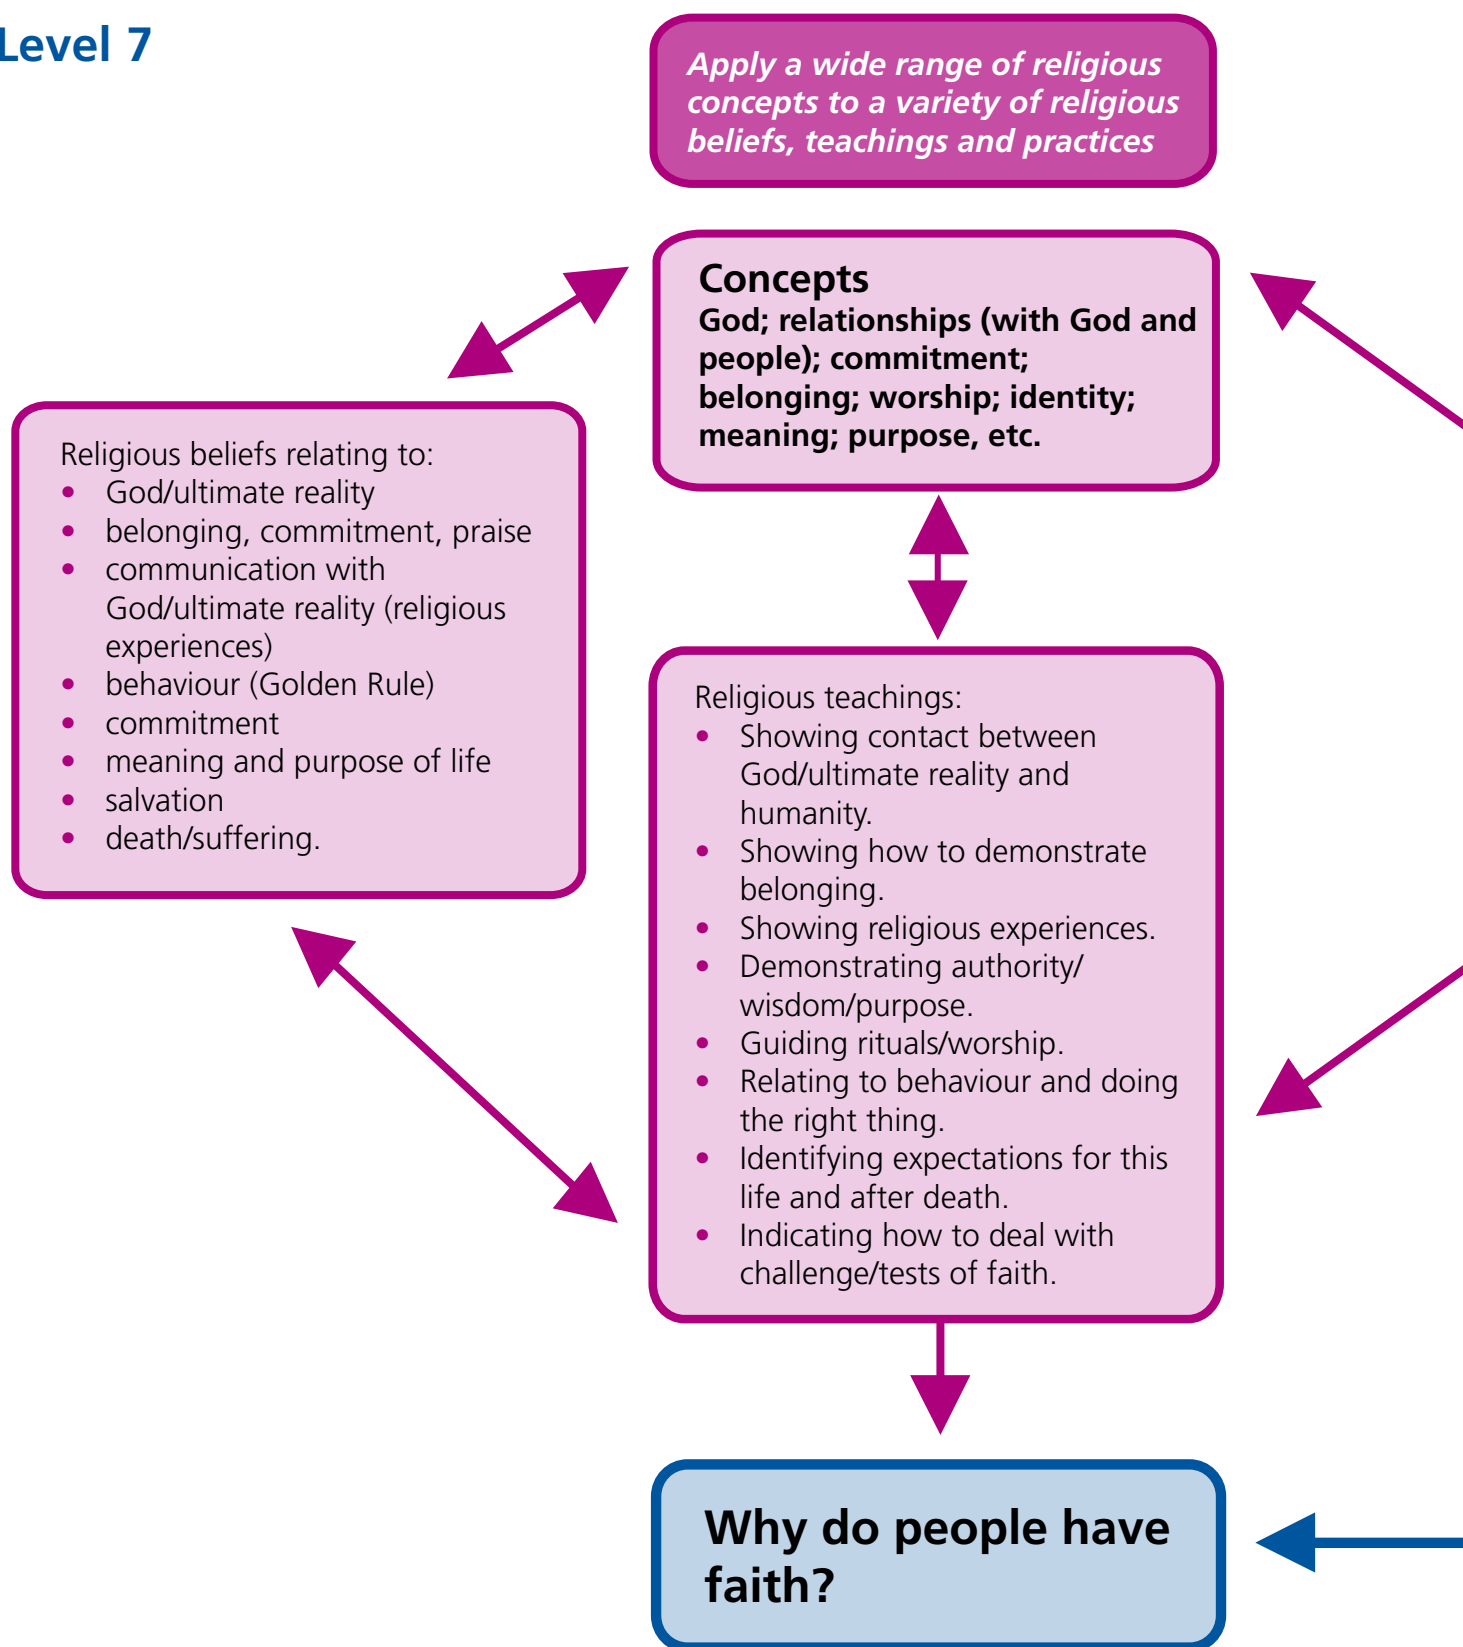 Level 7
Apply a wide range of religious
concepts to a variety of religious
beliefs, teachings and practices
Concepts
God; relationships (with God and
people); commitment;
belonging; worship; identity;
meaning; purpose, etc.
Religious beliefs relating to:
• God/ultimate reality
• belonging, commitment, praise
• communication with
God/ultimate reality (religious
experiences)
• behaviour (Golden Rule)
• commitment
• meaning and purpose of life
• salvation
• death/suffering.
Religious teachings:
• Showing contact between
God/ultimate reality and
humanity.
• Showing how to demonstrate
belonging.
• Showing religious experiences.
• Demonstrating authority/
wisdom/purpose.
• Guiding rituals/worship.
• Relating to behaviour and doing
the right thing.
• Identifying expectations for this
life and after death.
• Indicating how to deal with
challenge/tests of faith.
Why do people have
faith?